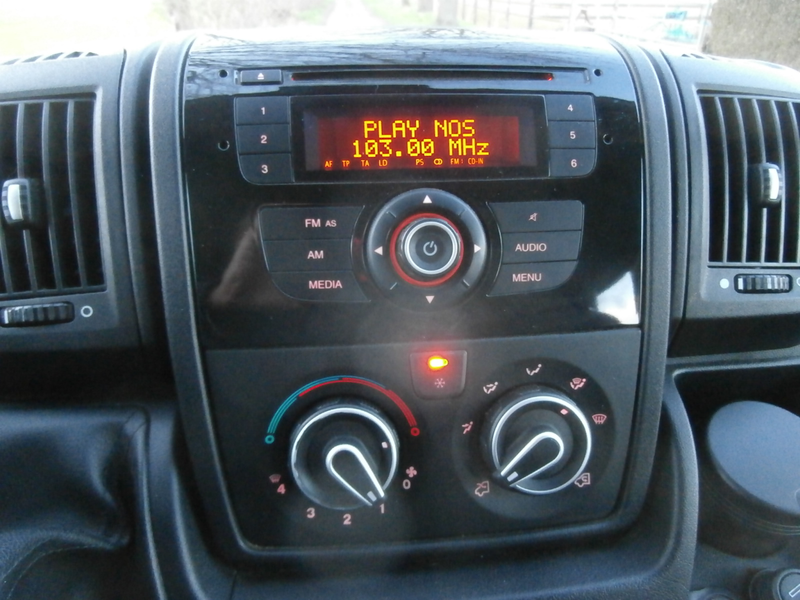 1
2
3
PLAY NOS
103.00 MHz
AF TP TA LO PS CD FM1 CD-IN
4
5
6
FM AS
AM
MEDIA
AUDIO
MENU
4
3
2
1
0